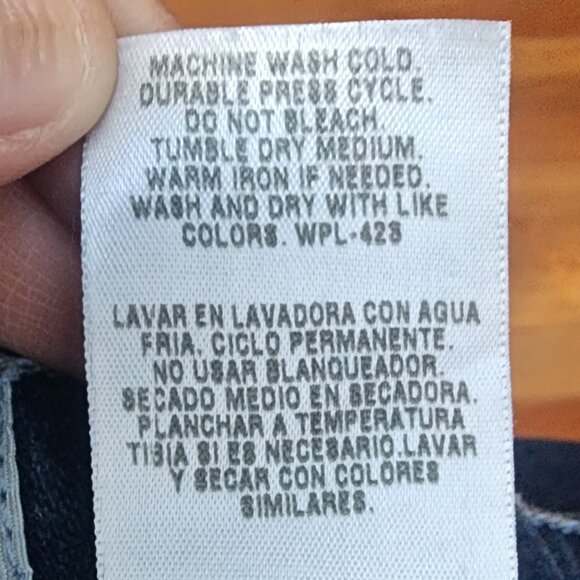 MACHINE WASH COLD.
DURABLE PRESS CYCLE.
DO NOT BLEACH.
TUMBLE DRY MEDIUM.
WARM IRON IF NEEDED.
WASH AND DRY WITH LIKE
COLORS. WPL-423
LAVAR EN LAVADORA CON AGUA
FRIA. CICLO PERMANENTE.
NO USAR BLANQUEADOR.
SECADO MEDIO EN SECADORA.
PLANCHAR A TEMPERATURA
TIBIA SI ES NECESARIO.LAVAR
Y SECAR CON COLORES
SIMILARES.